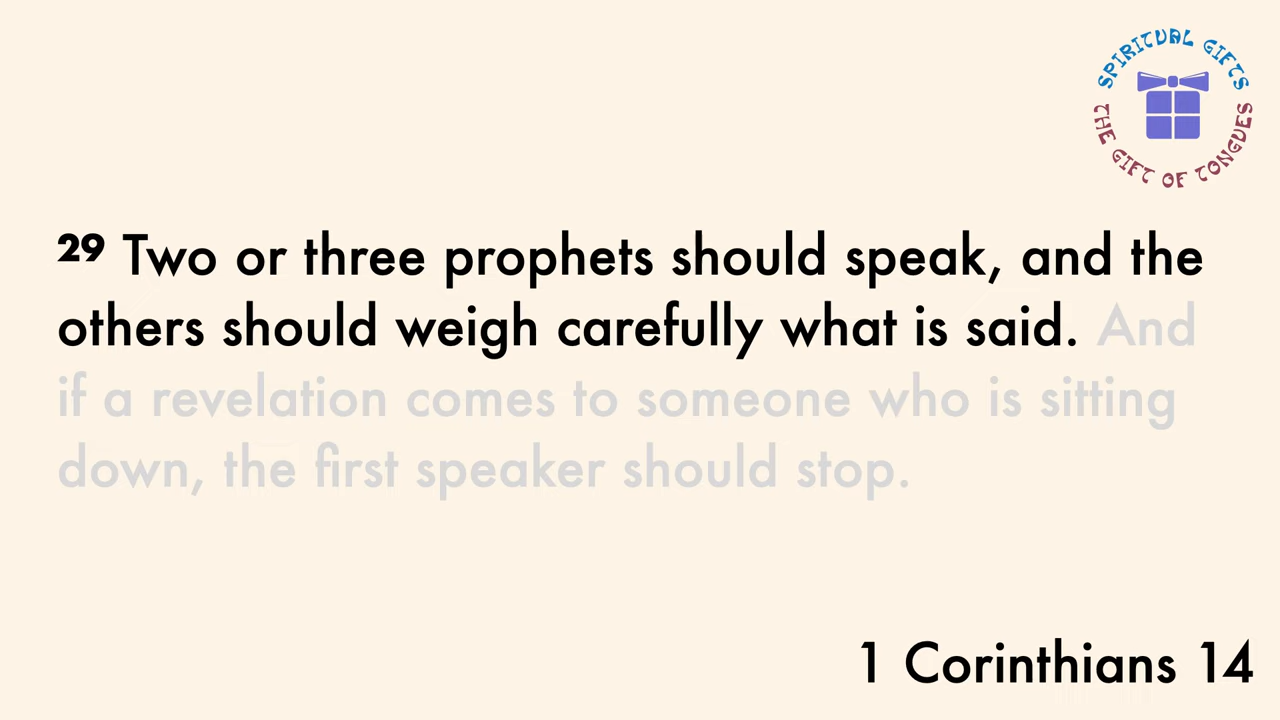 SPIRITUAL GIFTS
THE GIFT OF TONGUES
²⁹ Two or three prophets should speak, and the
others should weigh carefully what is said. And
if a revelation comes to someone who is sitting
down, the first speaker should stop.
1 Corinthians 14